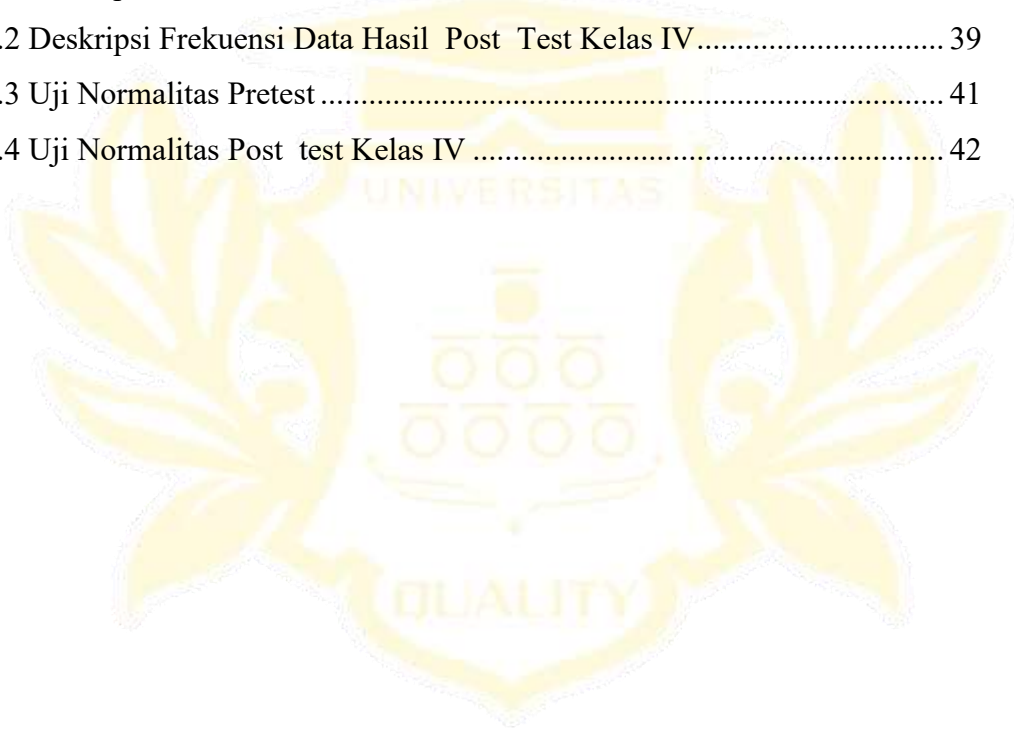 .2 Deskripsi Frekuensi Data Hasil Post Test Kelas IV............................... 39
.3 Uji Normalitas Pretest.............................................................................. 41
.4 Uji Normalitas Post test Kelas IV ........................................................... 42
UNIVERSITAS
QUALITY